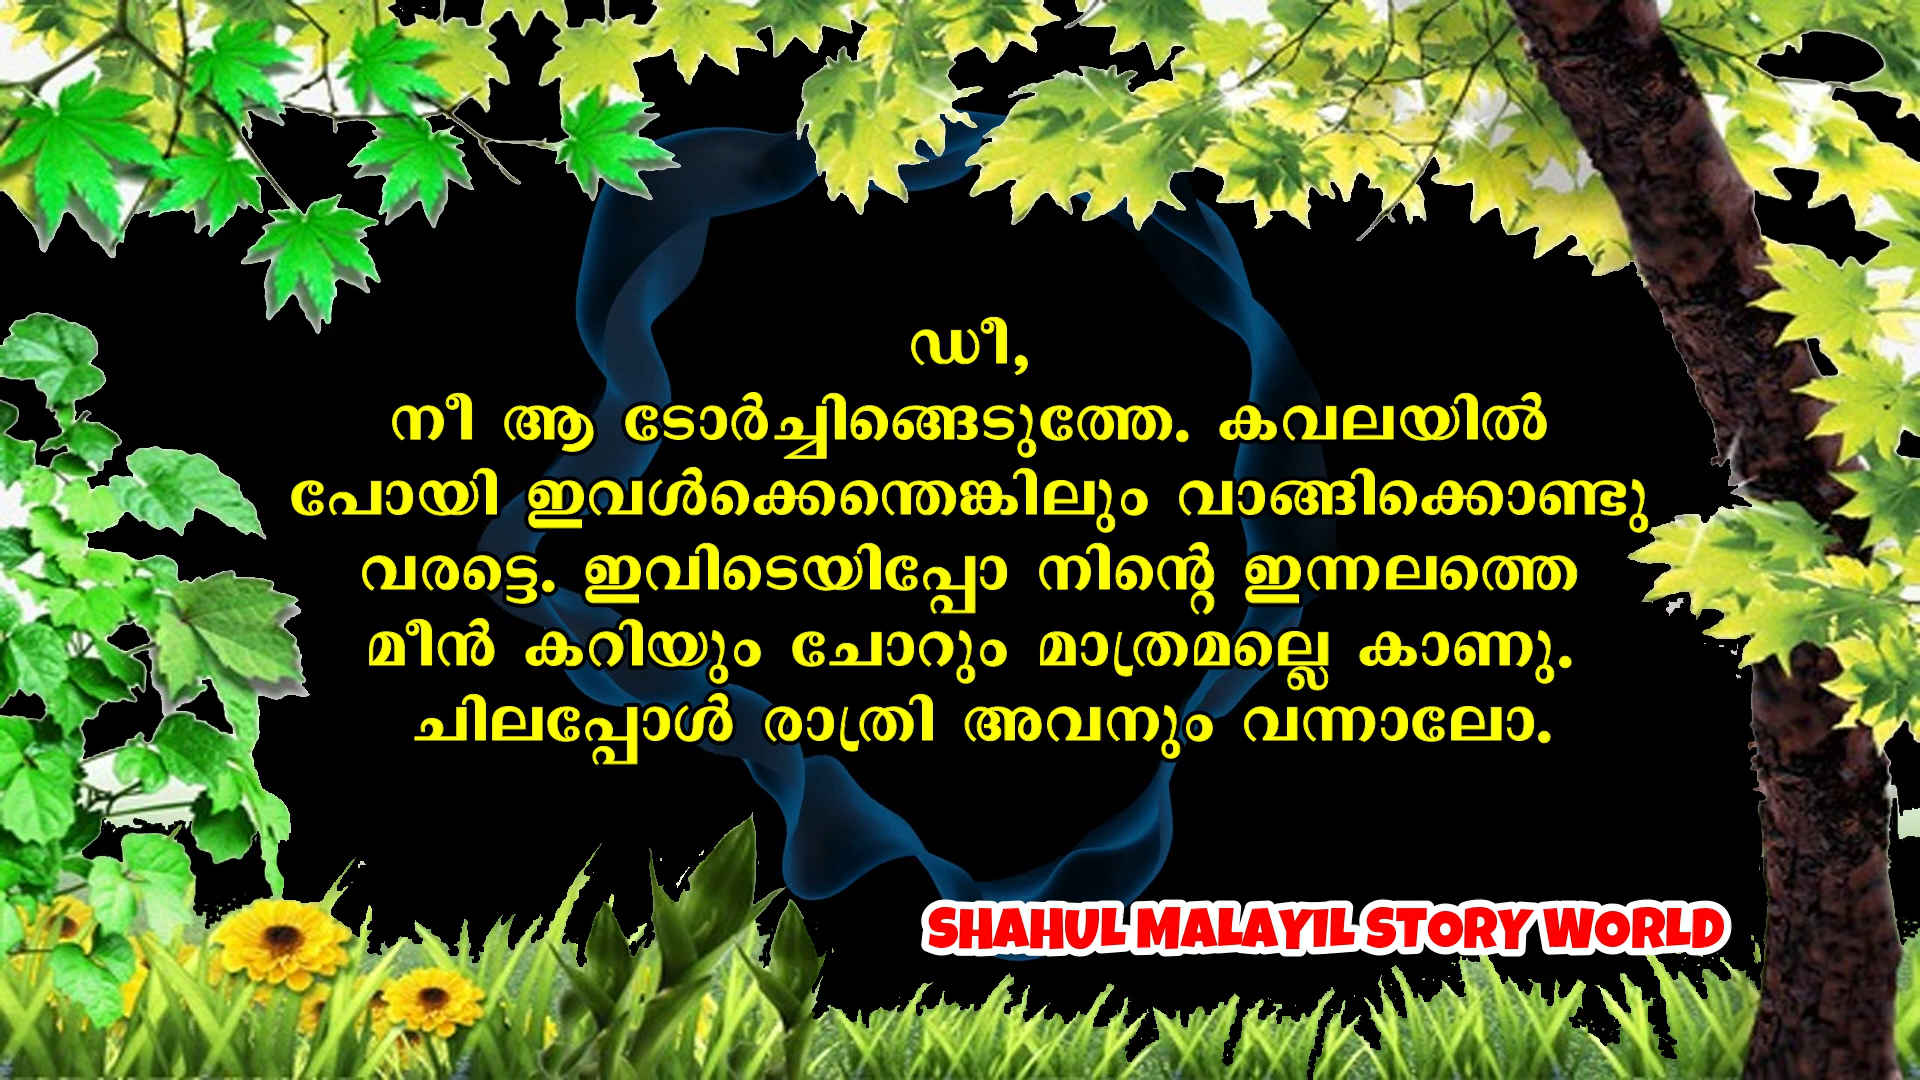 ഡീ,
നീ ആ ടോർച്ചിങ്ങെടുത്തേ. കവലയിൽ
പോയി ഇവൾക്കെന്തെങ്കിലും വാങ്ങിക്കൊണ്ടു
വരട്ടെ. ഇവിടെയിപ്പോ നിന്റെ ഇന്നലത്തെ
മീൻ കറിയും ചോറും മാത്രമല്ലെ കാണു.
ചിലപ്പോൾ രാത്രി അവനും വന്നാലോ.
SHAHUL MALAYIL STORY WORLD